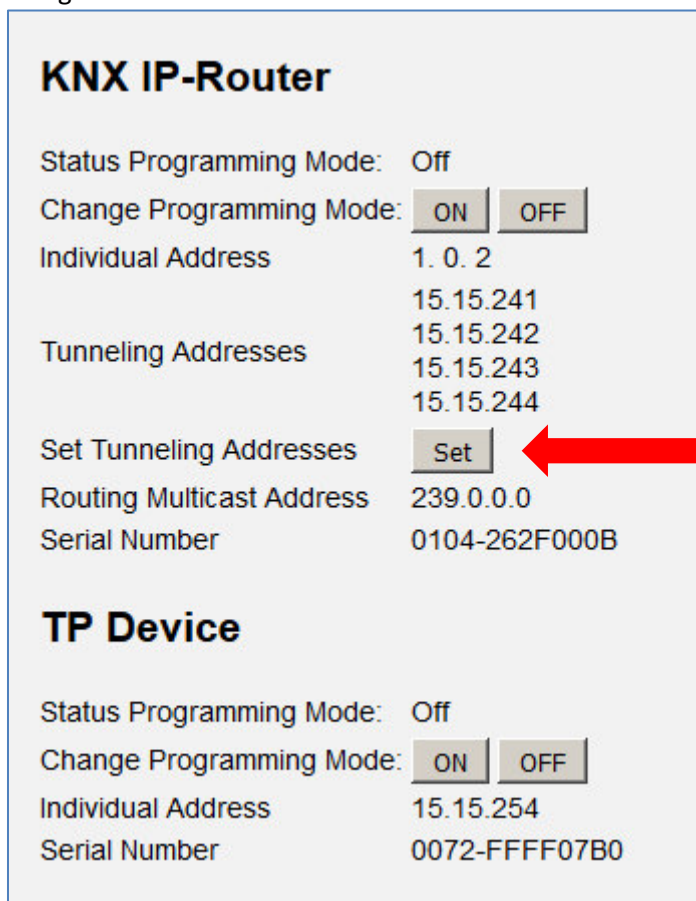 KNX IP-Router
Status Programming Mode: Off
Change Programming Mode: ON OFF
Individual Address 1. 0. 2
15.15.241
15.15.242
Tunneling Addresses
15.15.243
15.15.244
Set Tunneling Addresses Set
Routing Multicast Address 239.0.0.0
Serial Number 0104-262F000B
TP Device
Status Programming Mode: Off
Change Programming Mode: ON OFF
Individual Address 15.15.254
Serial Number 0072-FFFF07B0